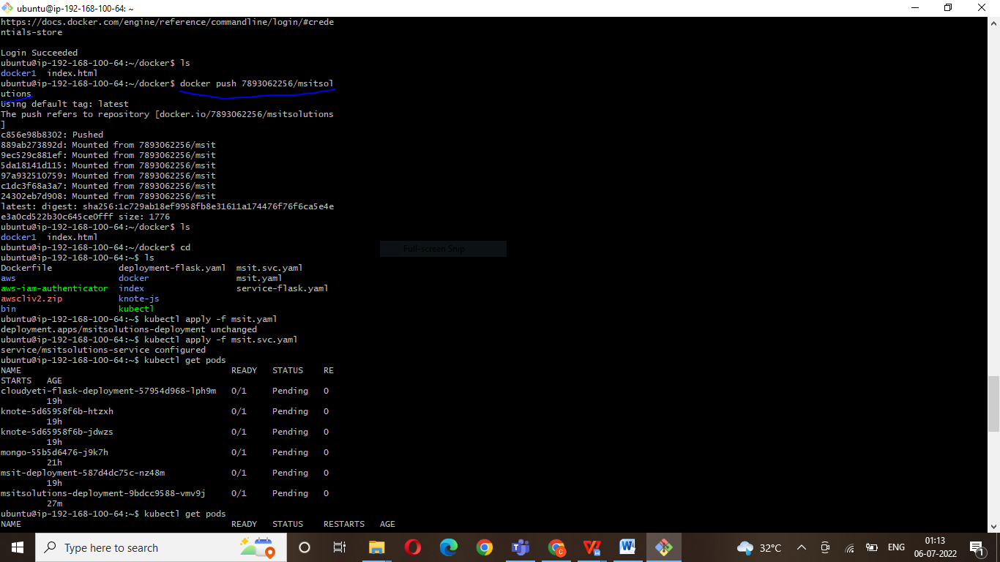 ubuntu@ip-192-168-100-64: ~
https://docs.docker.com/engine/reference/commandline/login/#crede
ntials-store
Login Succeeded
ubuntu@ip-192-168-100-64:~/docker$ ls
docker1  index.html
ubuntu@ip-192-168-100-64:~/docker$ docker push 7893062256/msitsol
utions
Using default tag: latest
The push refers to repository [docker.io/7893062256/msitsolutions
]
c856e98b8302: Pushed
889ab273892d: Mounted from 7893062256/msit
9ec529c881ef: Mounted from 7893062256/msit
5da18141d115: Mounted from 7893062256/msit
97a932510759: Mounted from 7893062256/msit
c1dc3f68a3a7: Mounted from 7893062256/msit
24302eb7d908: Mounted from 7893062256/msit
latest: digest: sha256:1c729ab18ef9958fb8e31611a174476f76f6ca5e4e
e3a0cd522b30c645ce0fff size: 1776
ubuntu@ip-192-168-100-64:~/docker$ ls
docker1  index.html
ubuntu@ip-192-168-100-64:~/docker$ cd
Full-screen Snip
ubuntu@ip-192-168-100-64:~$ ls
Dockerfile             deployment-flask.yaml  msit.svc.yaml
aws                    docker                 msit.yaml
aws-iam-authenticator  index                  service-flask.yaml
awscliv2.zip           knote-js
bin                    kubectl
ubuntu@ip-192-168-100-64:~$ kubectl apply -f msit.yaml
deployment.apps/msitsolutions-deployment unchanged
ubuntu@ip-192-168-100-64:~$ kubectl apply -f msit.svc.yaml
service/msitsolutions-service configured
ubuntu@ip-192-168-100-64:~$ kubectl get pods
NAME                                         READY   STATUS    RE
STARTS   AGE
cloudyeti-flask-deployment-57954d968-lph9m   0/1     Pending   0
         19h
knote-5d65958f6b-htzxh                       0/1     Pending   0
         19h
knote-5d65958f6b-jdwzs                       0/1     Pending   0
         19h
mongo-55b5d6476-j9k7h                        0/1     Pending   0
         21h
msit-deployment-587d4dc75c-nz48m             0/1     Pending   0
         19h
msitsolutions-deployment-9bdcc9588-vmv9j     0/1     Pending   0
         27m
ubuntu@ip-192-168-100-64:~$ kubectl get pods
NAME                                         READY   STATUS    RESTARTS   AGE
Type here to search
32°C
ENG
01:13
06-07-2022
1